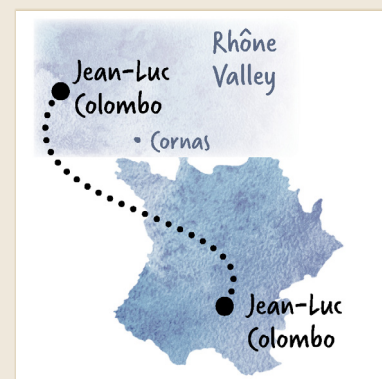 Rhône
Valley
Jean-Luc
Colombo
Cornas
Jean-Luc
Colombo